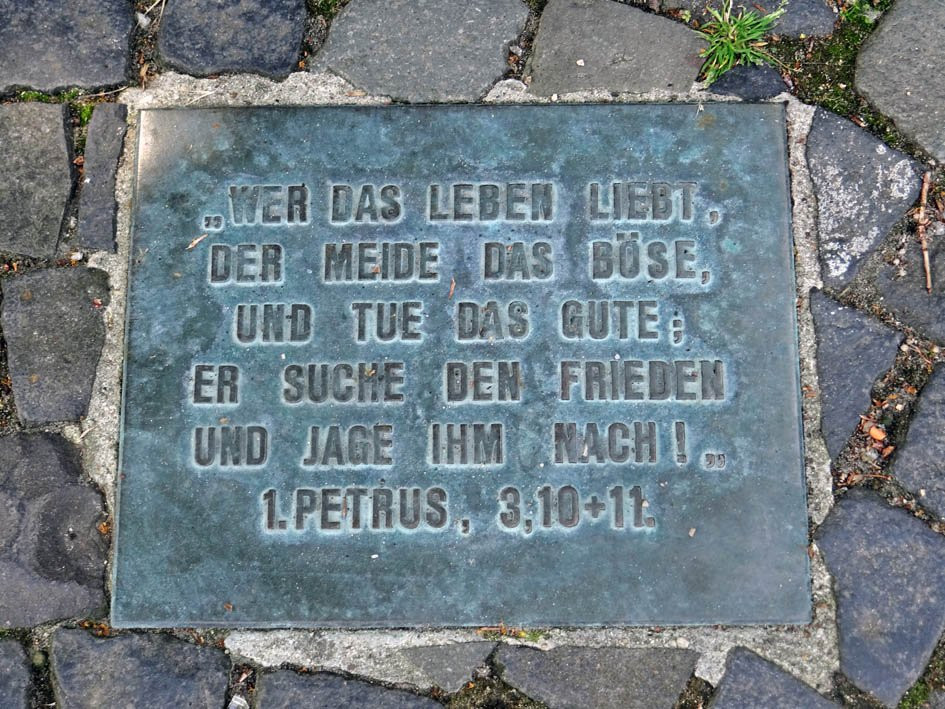 „WER DAS LEBEN LIEBT,
DER MEIDE DAS BÖSE,
UND TUE DAS GUTE;
ER SUCHE DEN FRIEDEN
UND JAGE IHM NACH!„
1.PETRUS, 3,10+11.